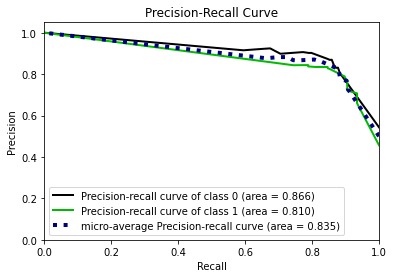 Precision-Recall Curve
1.0
0.8
0.6
0.4
0.2
0.0
Precision
Precision-recall curve of class 0 (area = 0.866)
Precision-recall curve of class 1 (area = 0.810)
micro-average Precision-recall curve (area = 0.835)
0.0 0.2 0.4 0.6 0.8 1.0
Recall